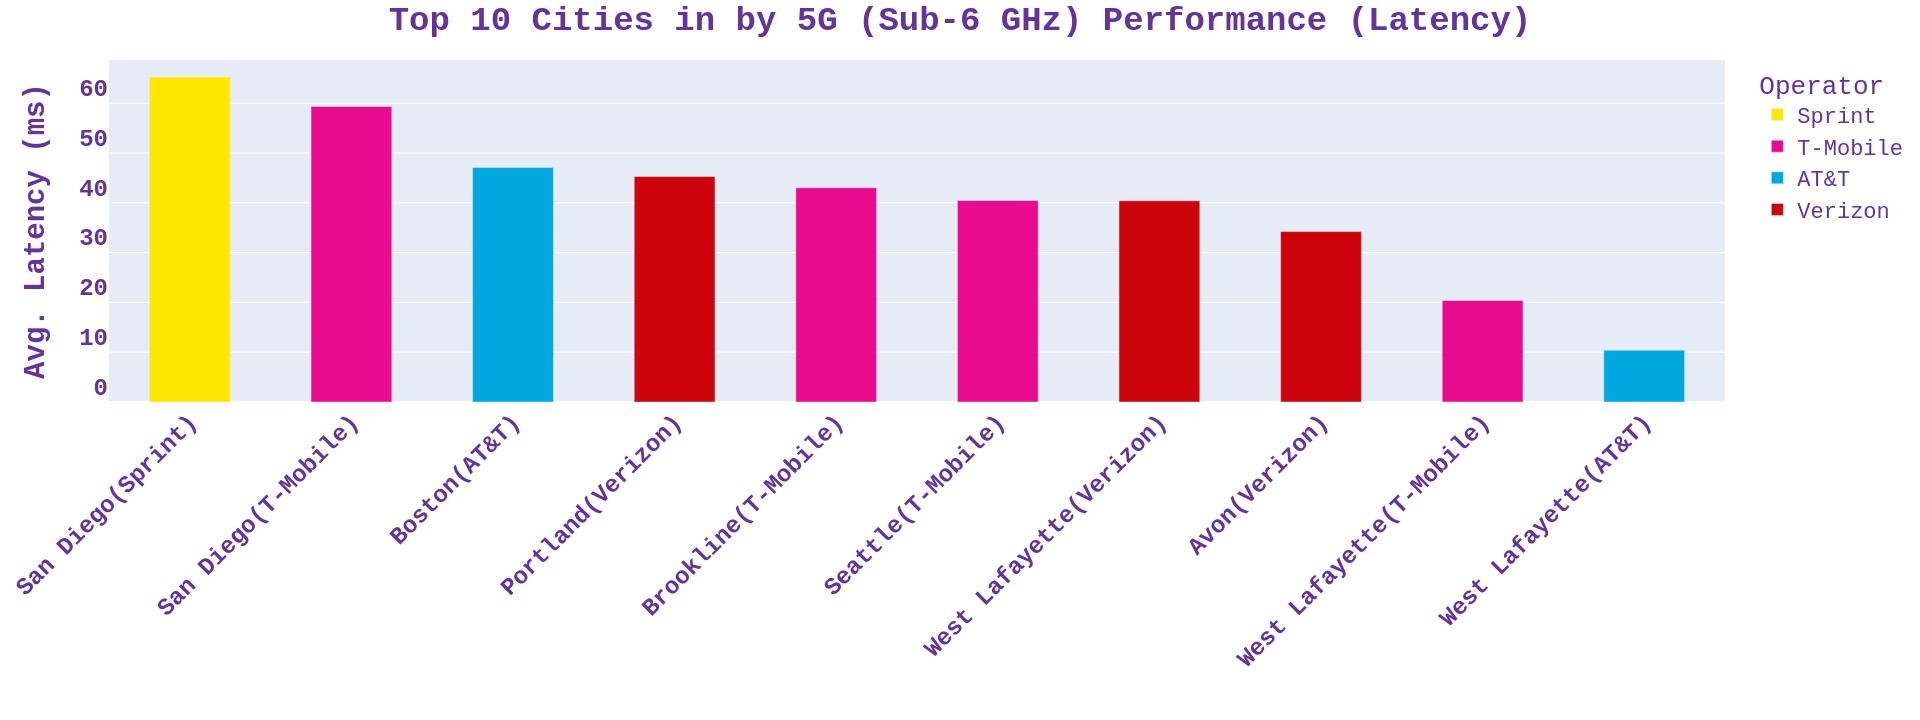 Top 10 Cities in by 5G (Sub-6 GHz) Performance (Latency)
Avg. Latency (ms)
60
50
40
30
20
10
0
San Diego(Sprint)
San Diego(T-Mobile)
Boston(AT&T)
Portland(Verizon)
Brookline(T-Mobile)
Seattle(T-Mobile)
West Lafayette(Verizon)
Avon(Verizon)
West Lafayette(T-Mobile)
West Lafayette(AT&T)
Operator
Sprint
T-Mobile
AT&T
Verizon